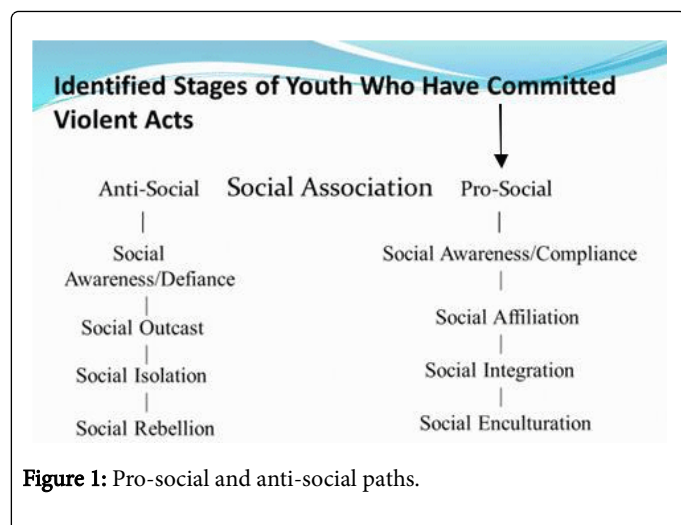 Identified Stages of Youth Who Have Committed
Violent Acts
Anti-Social Social Association Pro-Social
Social
Awareness/Defiance
Social Outcast
Social Isolation
Social Rebellion
Social Awareness/Compliance
Social Affiliation
Social Integration
Social Enculturation
Figure 1: Pro-social and anti-social paths.